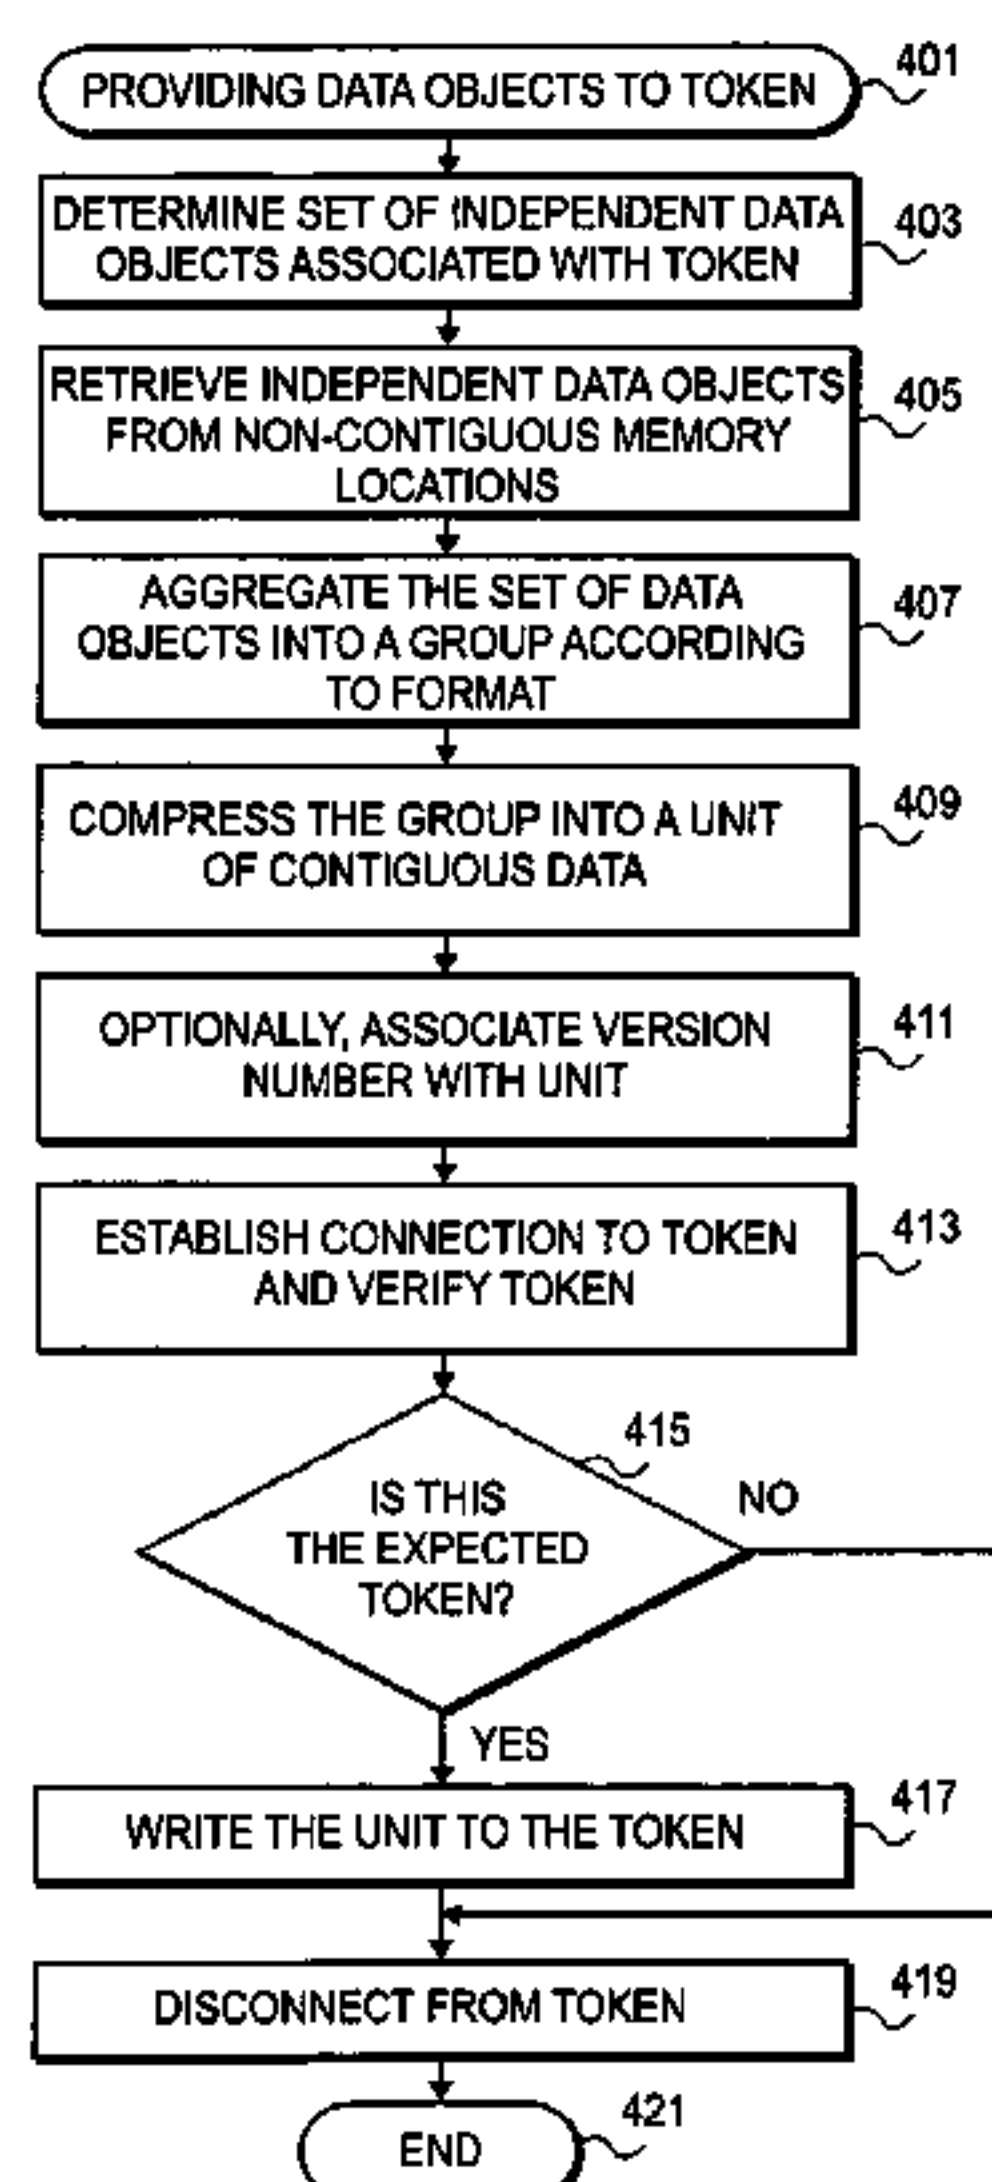 PROVIDING DATA OBJECTS TO TOKEN
401
DETERMINE SET OF INDEPENDENT DATA
OBJECTS ASSOCIATED WITH TOKEN
403
RETRIEVE INDEPENDENT DATA OBJECTS
FROM NON-CONTIGUOUS MEMORY
LOCATIONS
405
AGGREGATE THE SET OF DATA
OBJECTS INTO A GROUP ACCORDING
TO FORMAT
407
COMPRESS THE GROUP INTO A UNIT
OF CONTIGUOUS DATA
409
OPTIONALLY, ASSOCIATE VERSION
NUMBER WITH UNIT
411
ESTABLISH CONNECTION TO TOKEN
AND VERIFY TOKEN
413
IS THIS
THE EXPECTED
TOKEN?
415
NO
YES
WRITE THE UNIT TO THE TOKEN
417
DISCONNECT FROM TOKEN
419
END
421